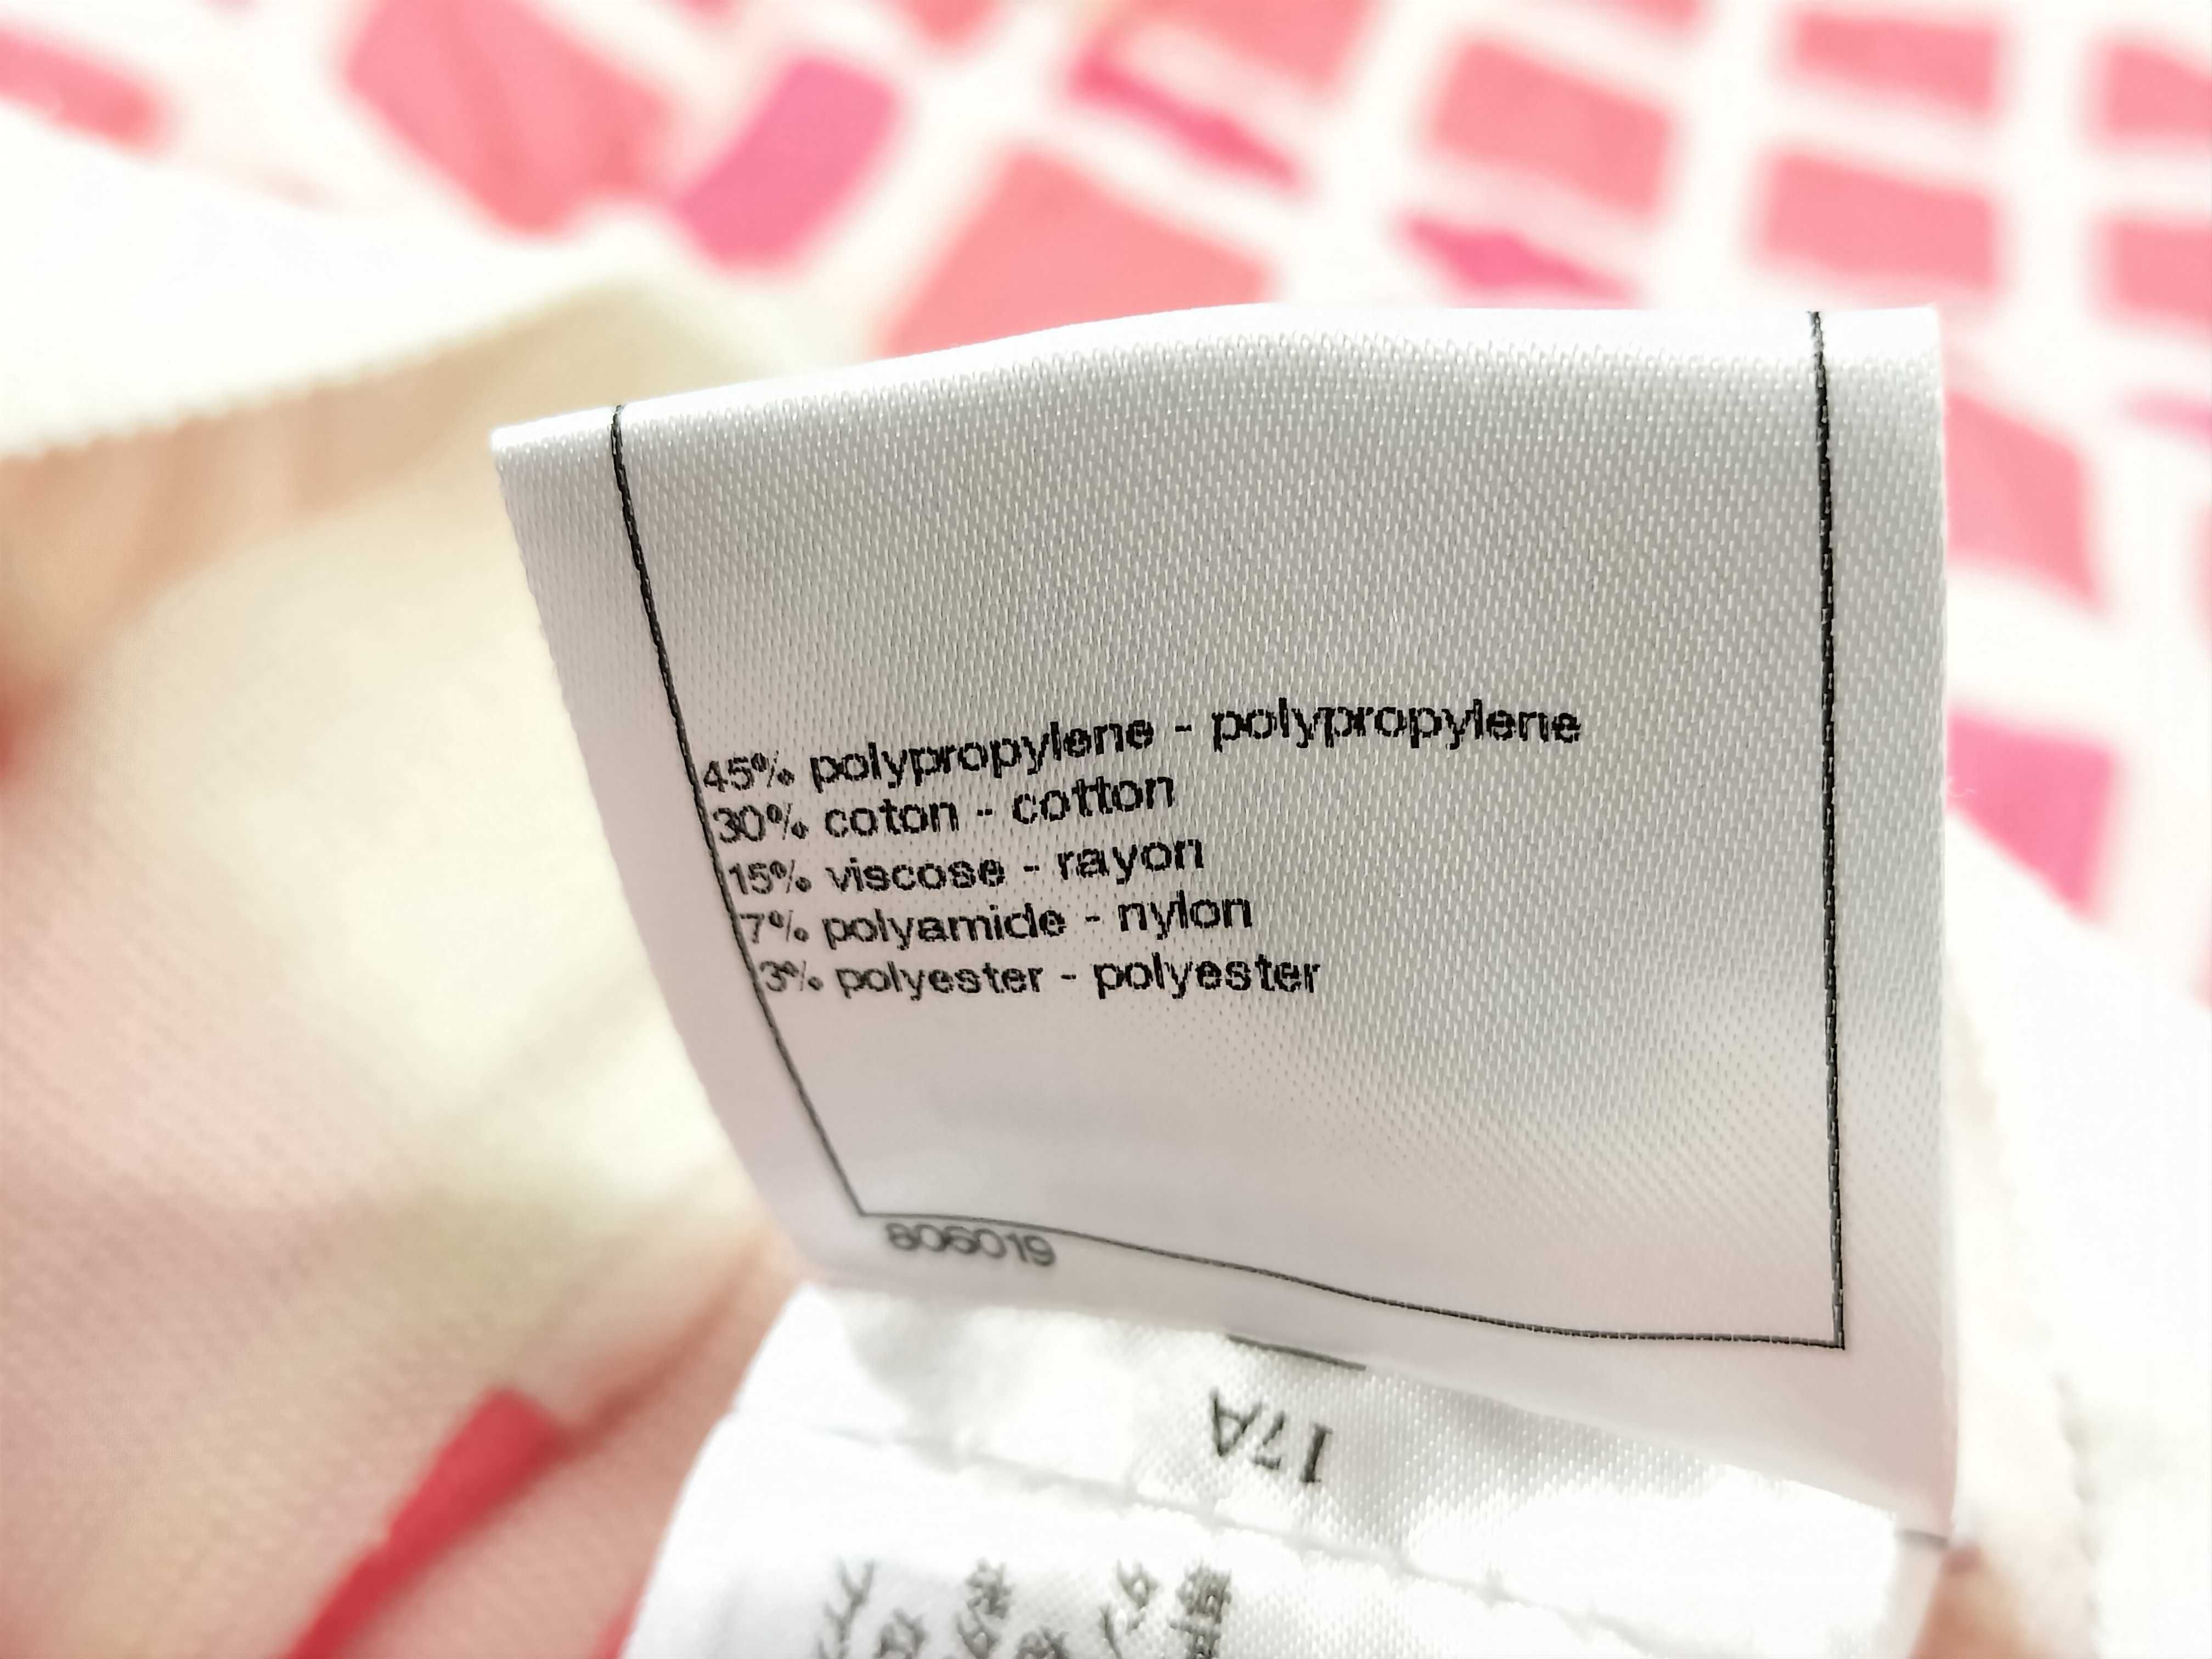 45% polypropylene - polypropylene
30% coton - cotton
15% viscose - rayon
7% polyamide - nylon
3% polyester - polyester
806019
17A